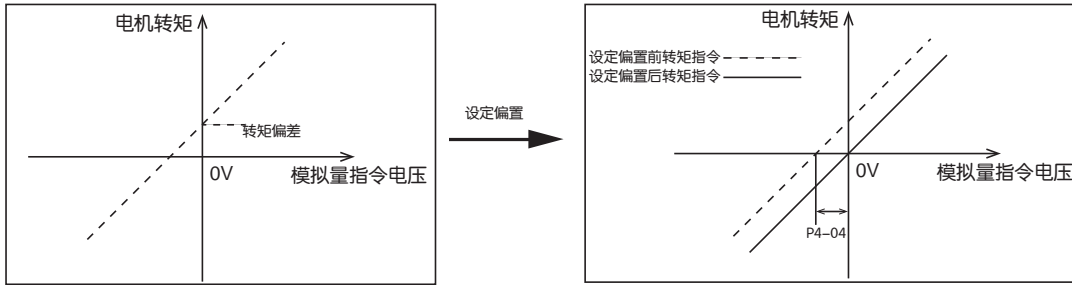 电机转矩
转矩偏差
0V
模拟量指令电压
设定偏置
电机转矩
设定偏置前转矩指令
设定偏置后转矩指令
0V
模拟量指令电压
P4-04